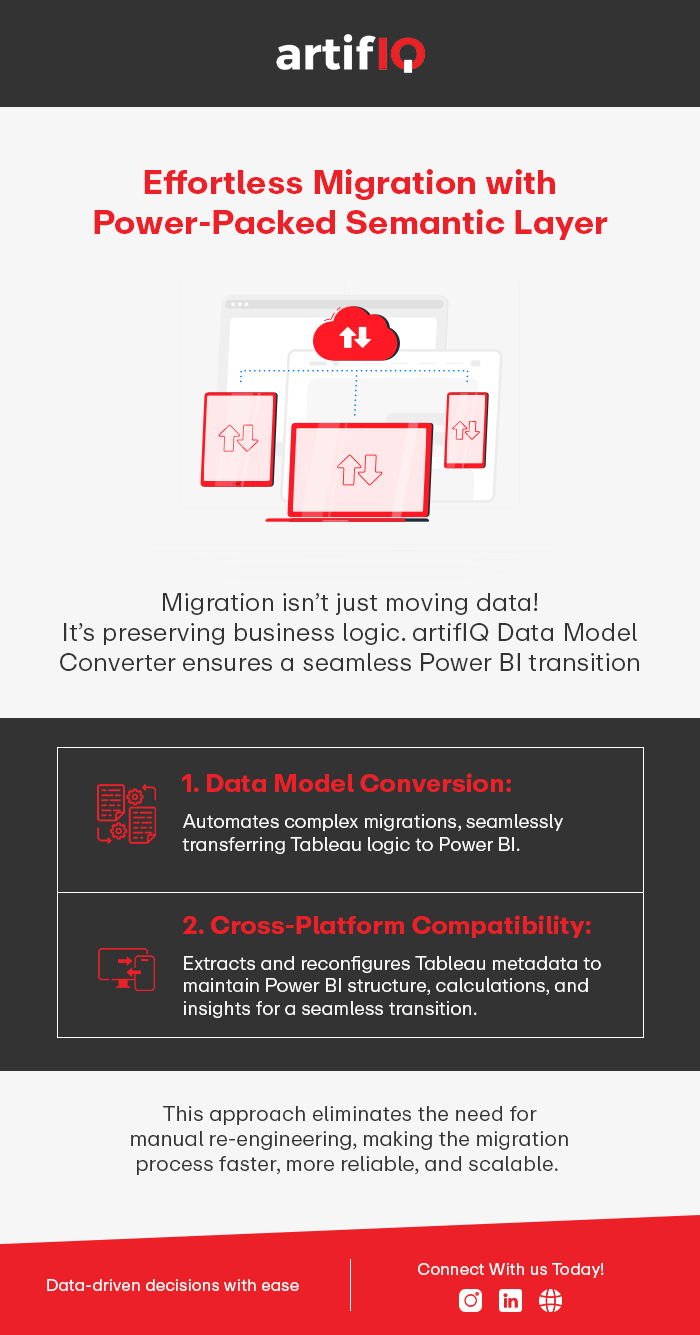 artifIQ
Effortless Migration with
Power-Packed Semantic Layer
Migration isn’t just moving data!
It’s preserving business logic. artifIQ Data Model
Converter ensures a seamless Power BI transition
1. Data Model Conversion:
Automates complex migrations, seamlessly
transferring Tableau logic to Power BI.
2. Cross-Platform Compatibility:
Extracts and reconfigures Tableau metadata to
maintain Power BI structure, calculations, and
insights for a seamless transition.
This approach eliminates the need for
manual re-engineering, making the migration
process faster, more reliable, and scalable.
Data-driven decisions with ease
Connect With us Today!
in